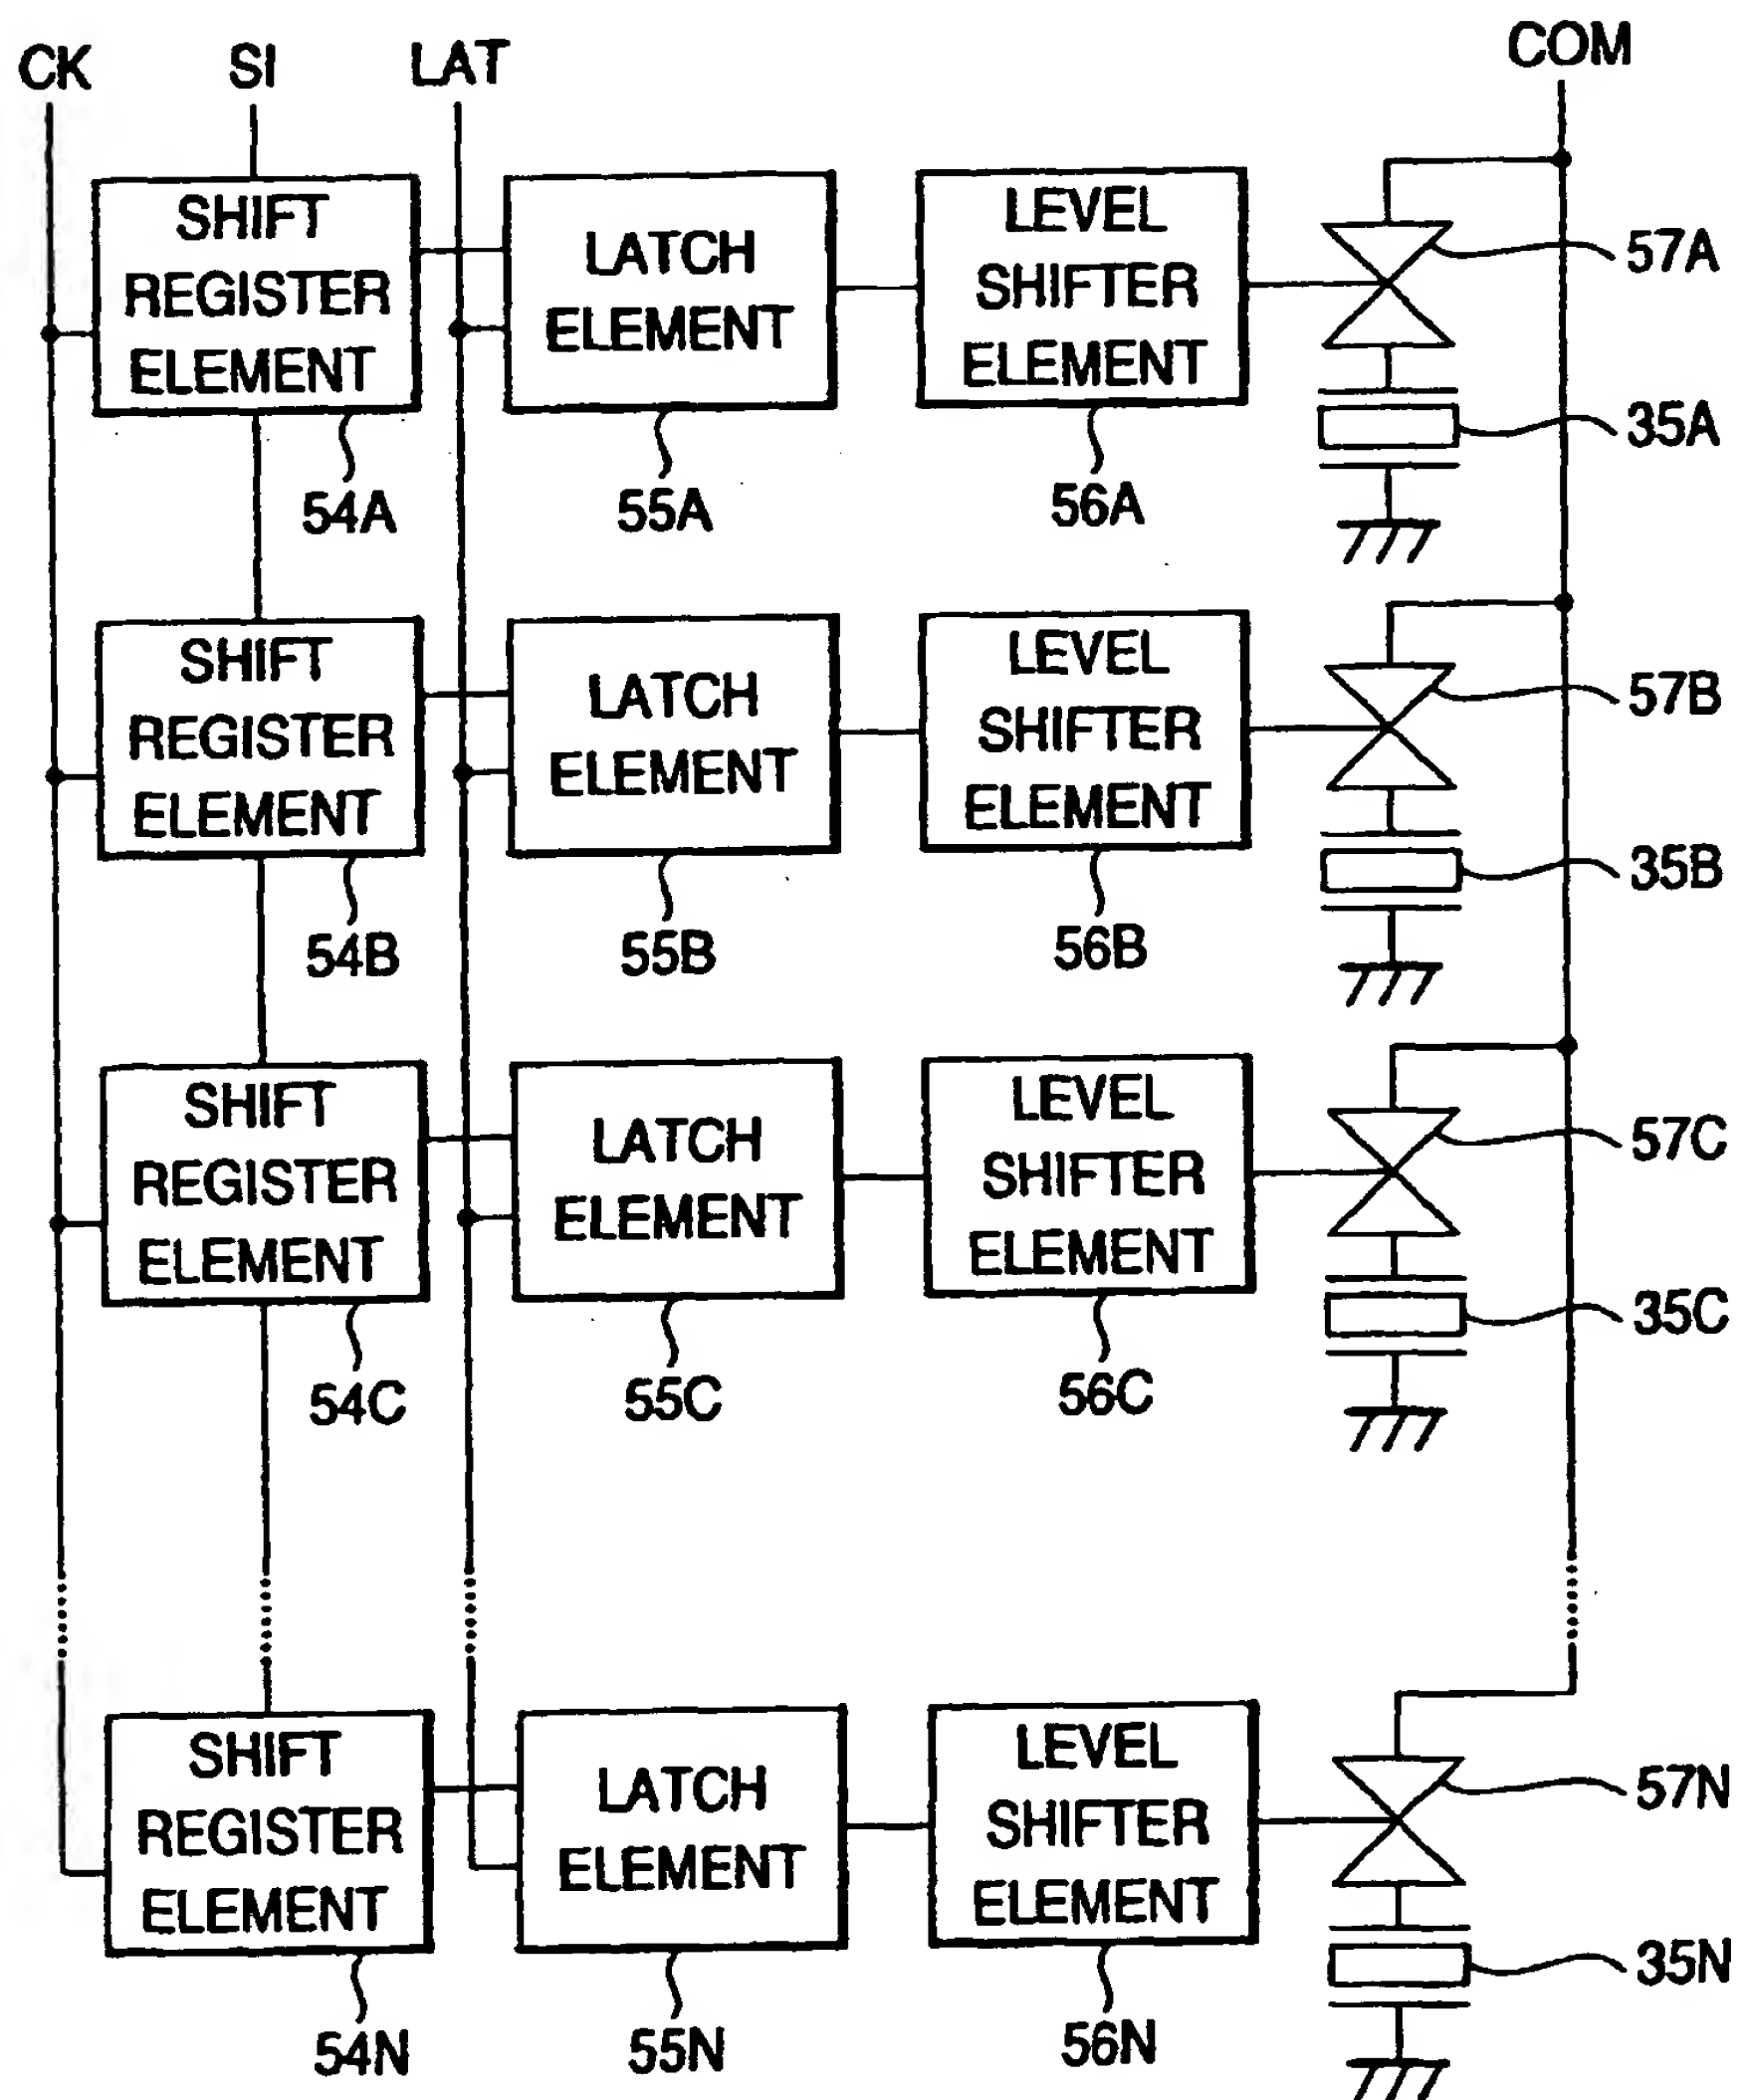 CK SI LAT COM
SHIFT
REGISTER
ELEMENT
LATCH
ELEMENT
LEVEL
SHIFTER
ELEMENT
57A
35A
54A 55A 56A
SHIFT
REGISTER
ELEMENT
LATCH
ELEMENT
LEVEL
SHIFTER
ELEMENT
57B
35B
54B 55B 56B
SHIFT
REGISTER
ELEMENT
LATCH
ELEMENT
LEVEL
SHIFTER
ELEMENT
57C
35C
54C 55C 56C
SHIFT
REGISTER
ELEMENT
LATCH
ELEMENT
LEVEL
SHIFTER
ELEMENT
57N
35N
54N 55N 56N